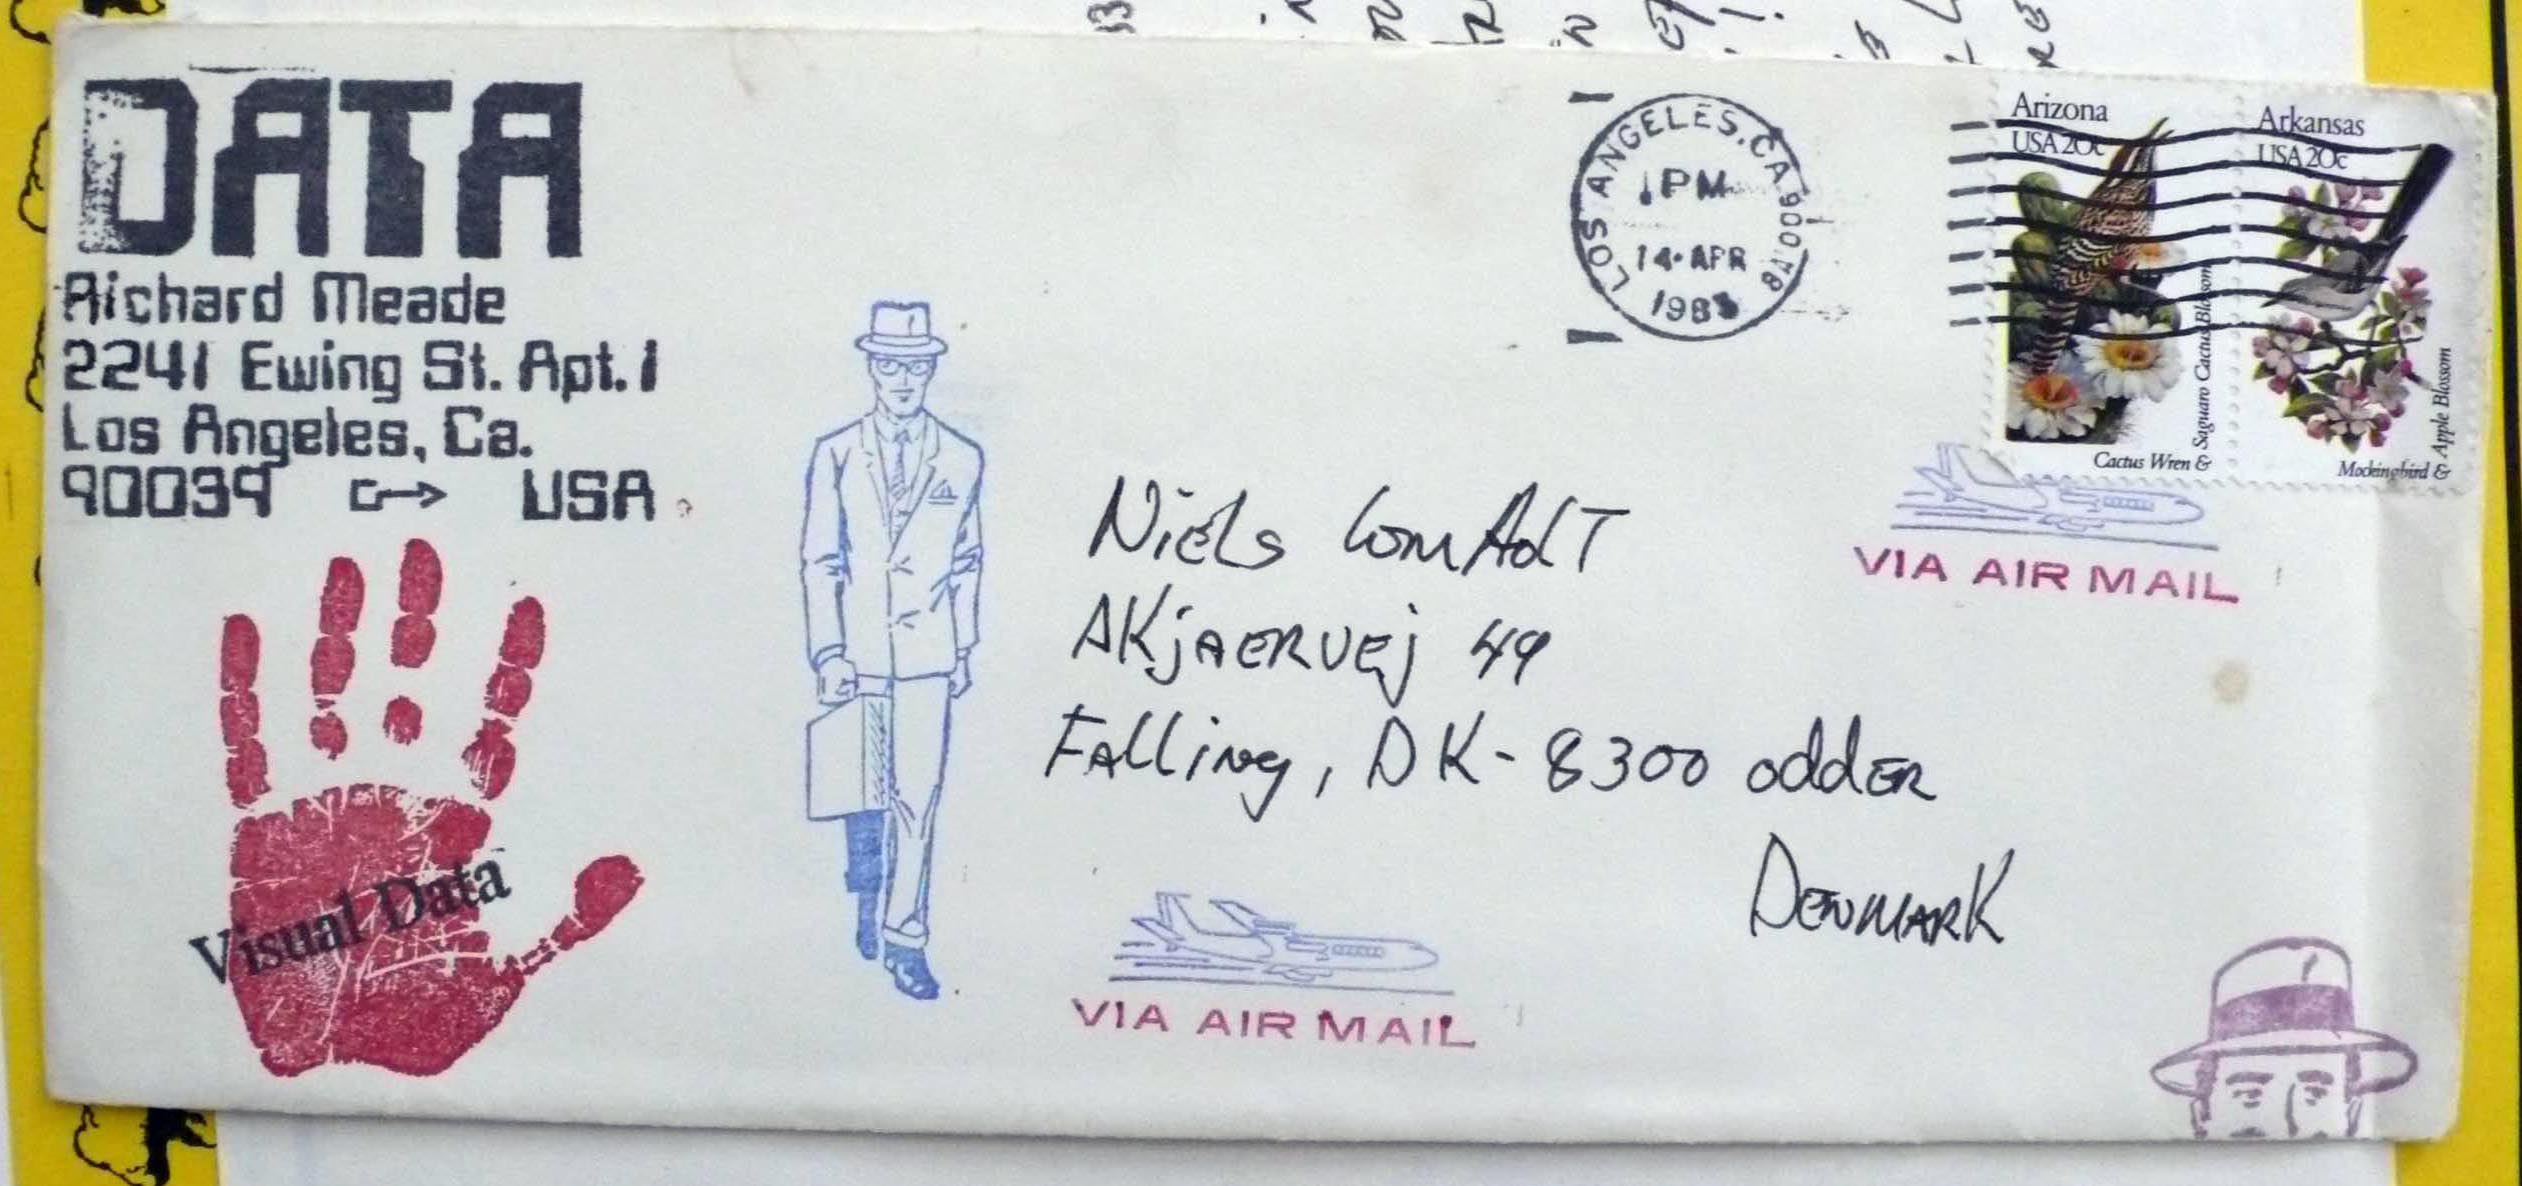 DATA
Richard Meade
2241 Ewing St. Apt. 1
Los Angeles, Ca.
90039 USA
Visual Data
LOS ANGELES, CA 900
PM
14 APR
Arizona
USA 20c
Saguaro Cactus Blossom
Cactus Wren &
Arkansas
USA 20c
Apple Blossom
Mockingbird &
VIA AIR MAIL
Niels LomAdT
AKjAERVEj 49
Falling, DK-8300 odder
DENMARK
VIA AIR MAIL